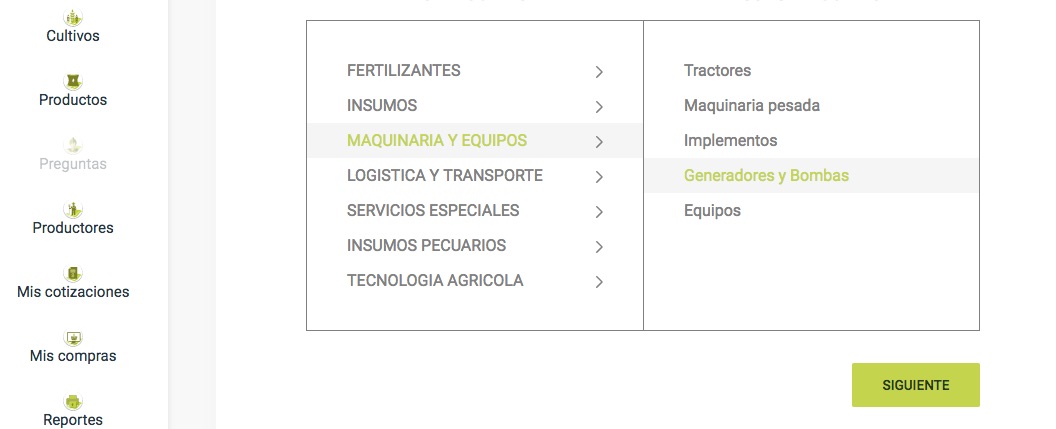 Cultivos
Productos
Preguntas
Productores
Mis cotizaciones
Mis compras
Reportes
FERTILIZANTES
INSUMOS
MAQUINARIA Y EQUIPOS
LOGISTICA Y TRANSPORTE
SERVICIOS ESPECIALES
INSUMOS PECUARIOS
TECNOLOGIA AGRICOLA
Tractores
Maquinaria pesada
Implementos
Generadores y Bombas
Equipos
SIGUIENTE